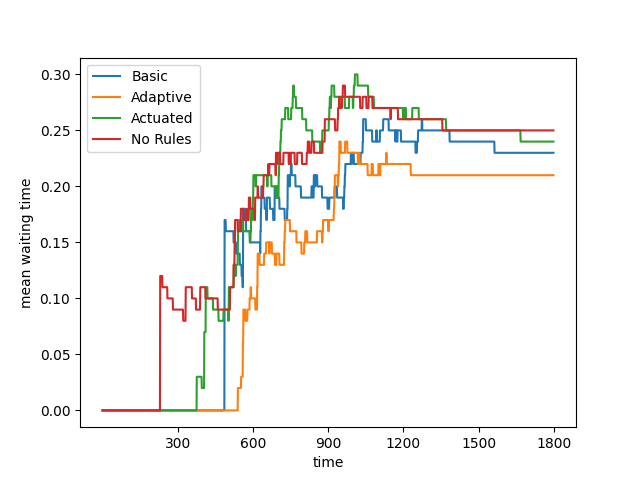 Basic
Adaptive
Actuated
No Rules
0.30
0.25
0.20
0.15
0.10
0.05
0.00
mean waiting time
300 600 900 1200 1500 1800
time